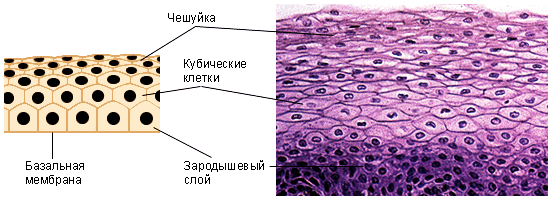 Чешуйка
Кубические
клетки
Базальная
мембрана
Зародышевый
слой